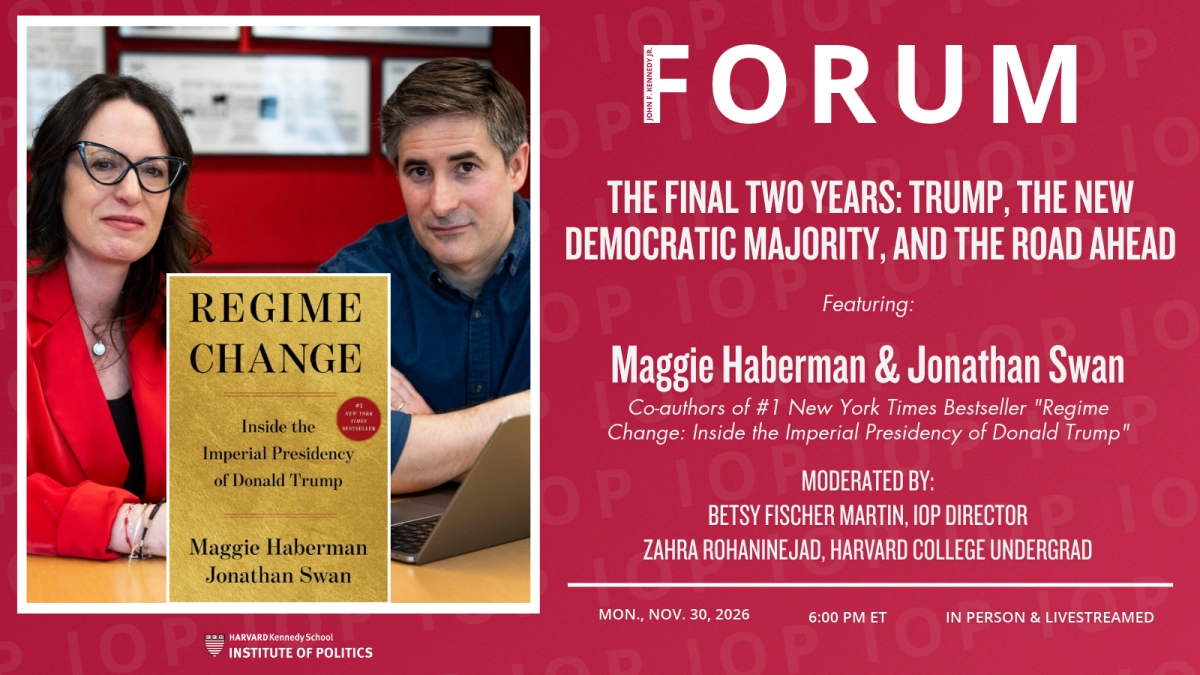 REGIME
CHANGE
#1
NEW YORK
TIMES
BESTSELLER
Inside the
Imperial Presidency
of Donald Trump
Maggie Haberman
Jonathan Swan
HARVARD Kennedy School
INSTITUTE OF POLITICS
JOHN F. KENNEDY JR.
FORUM
THE FINAL TWO YEARS: TRUMP, THE NEW
DEMOCRATIC MAJORITY, AND THE ROAD AHEAD
Featuring:
Maggie Haberman & Jonathan Swan
Co-authors of #1 New York Times Bestseller "Regime
Change: Inside the Imperial Presidency of Donald Trump"
MODERATED BY:
BETSY FISCHER MARTIN, IOP DIRECTOR
ZAHRA ROHANINEJAD, HARVARD COLLEGE UNDERGRAD
MON., NOV. 30, 2026
6:00 PM ET
IN PERSON & LIVESTREAMED